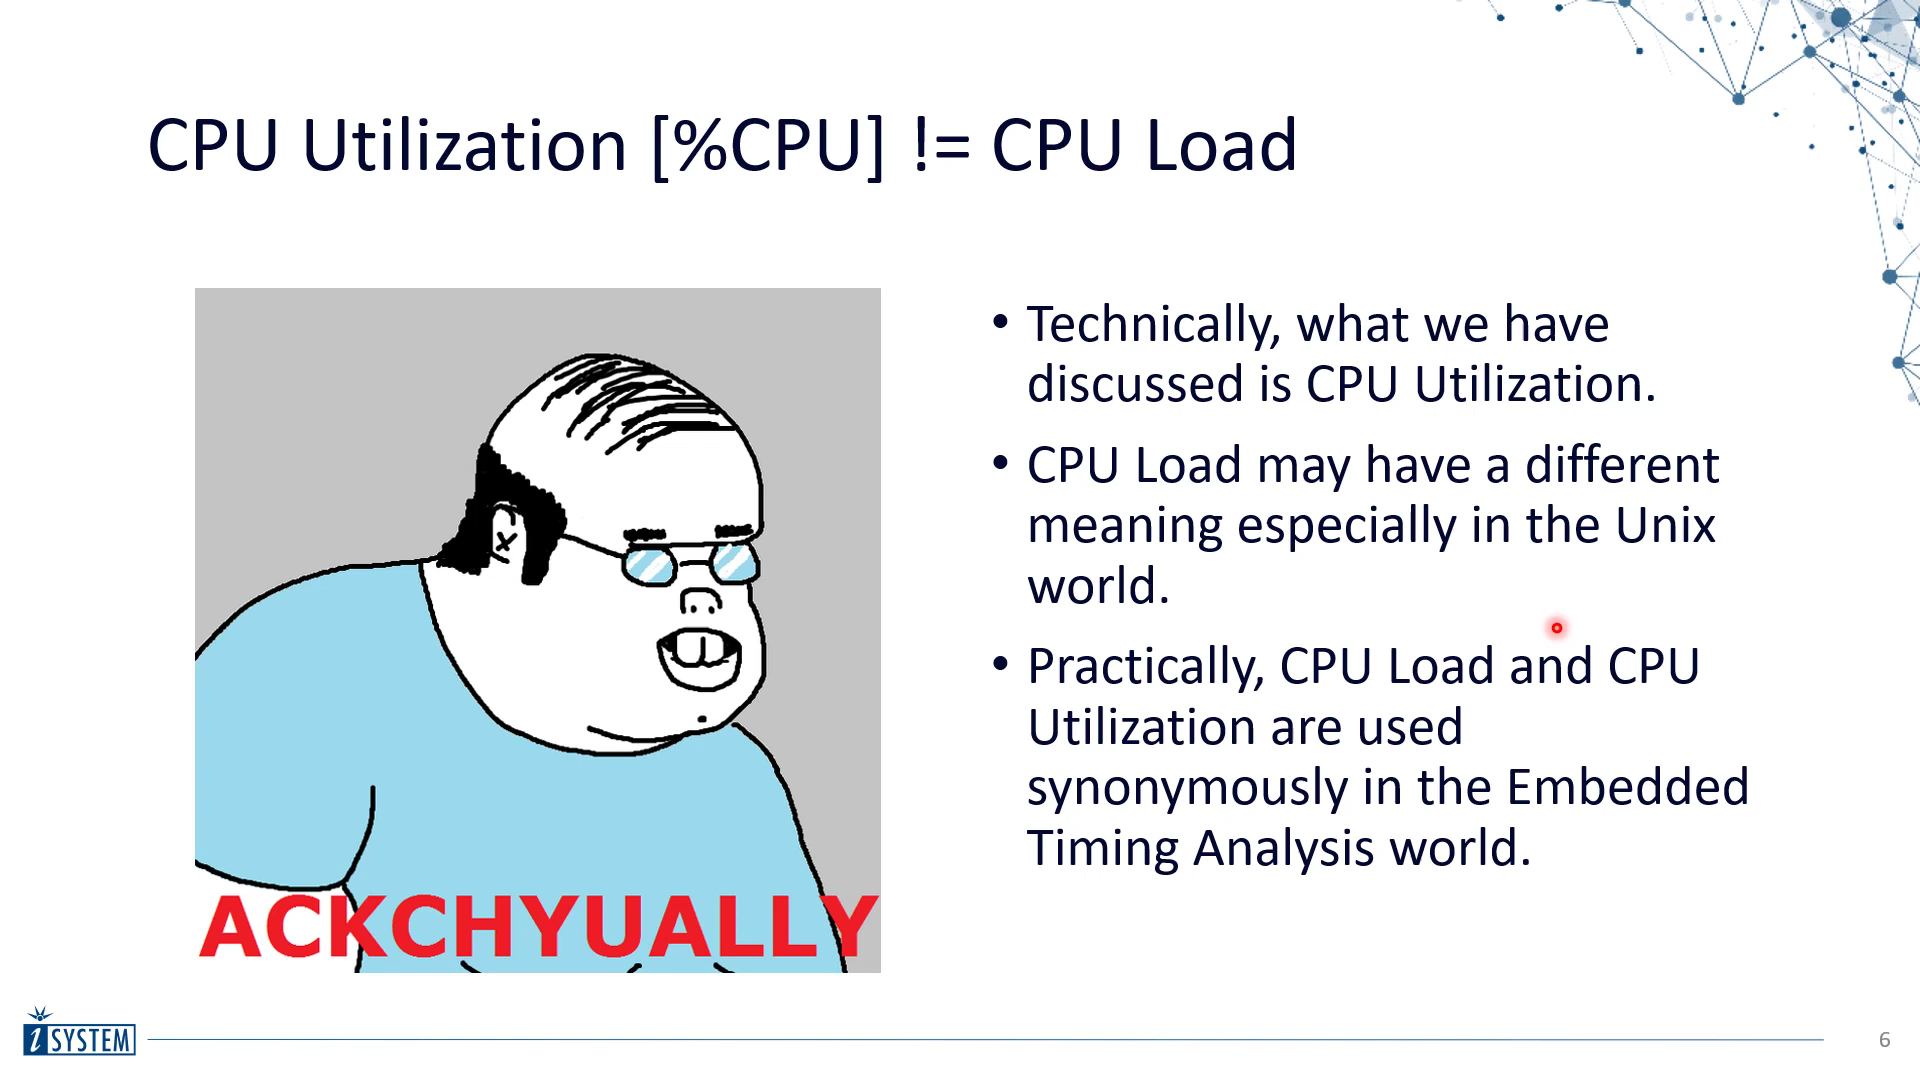 CPU Utilization [%CPU] != CPU Load
• Technically, what we have
discussed is CPU Utilization.
• CPU Load may have a different
meaning especially in the Unix
world.
• Practically, CPU Load and CPU
Utilization are used
synonymously in the Embedded
Timing Analysis world.
ACKCHYUALLY
iSYSTEM
6